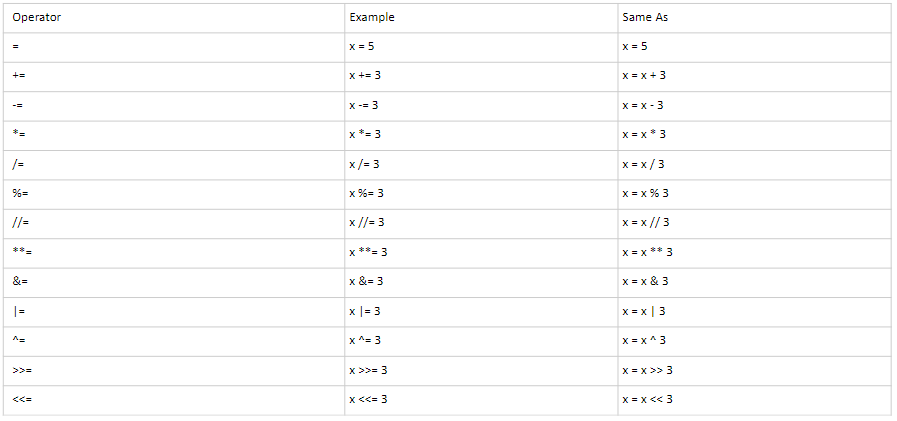 Operator Example Same As
= x = 5 x = 5
+= x += 3 x = x + 3
-= x -= 3 x = x - 3
*= x *= 3 x = x * 3
/= x /= 3 x = x / 3
%= x %= 3 x = x % 3
//= x //= 3 x = x // 3
**= x **= 3 x = x ** 3
&= x &= 3 x = x & 3
|= x |= 3 x = x | 3
^= x ^= 3 x = x ^ 3
>>= x >>= 3 x = x >> 3
<<= x <<= 3 x = x << 3